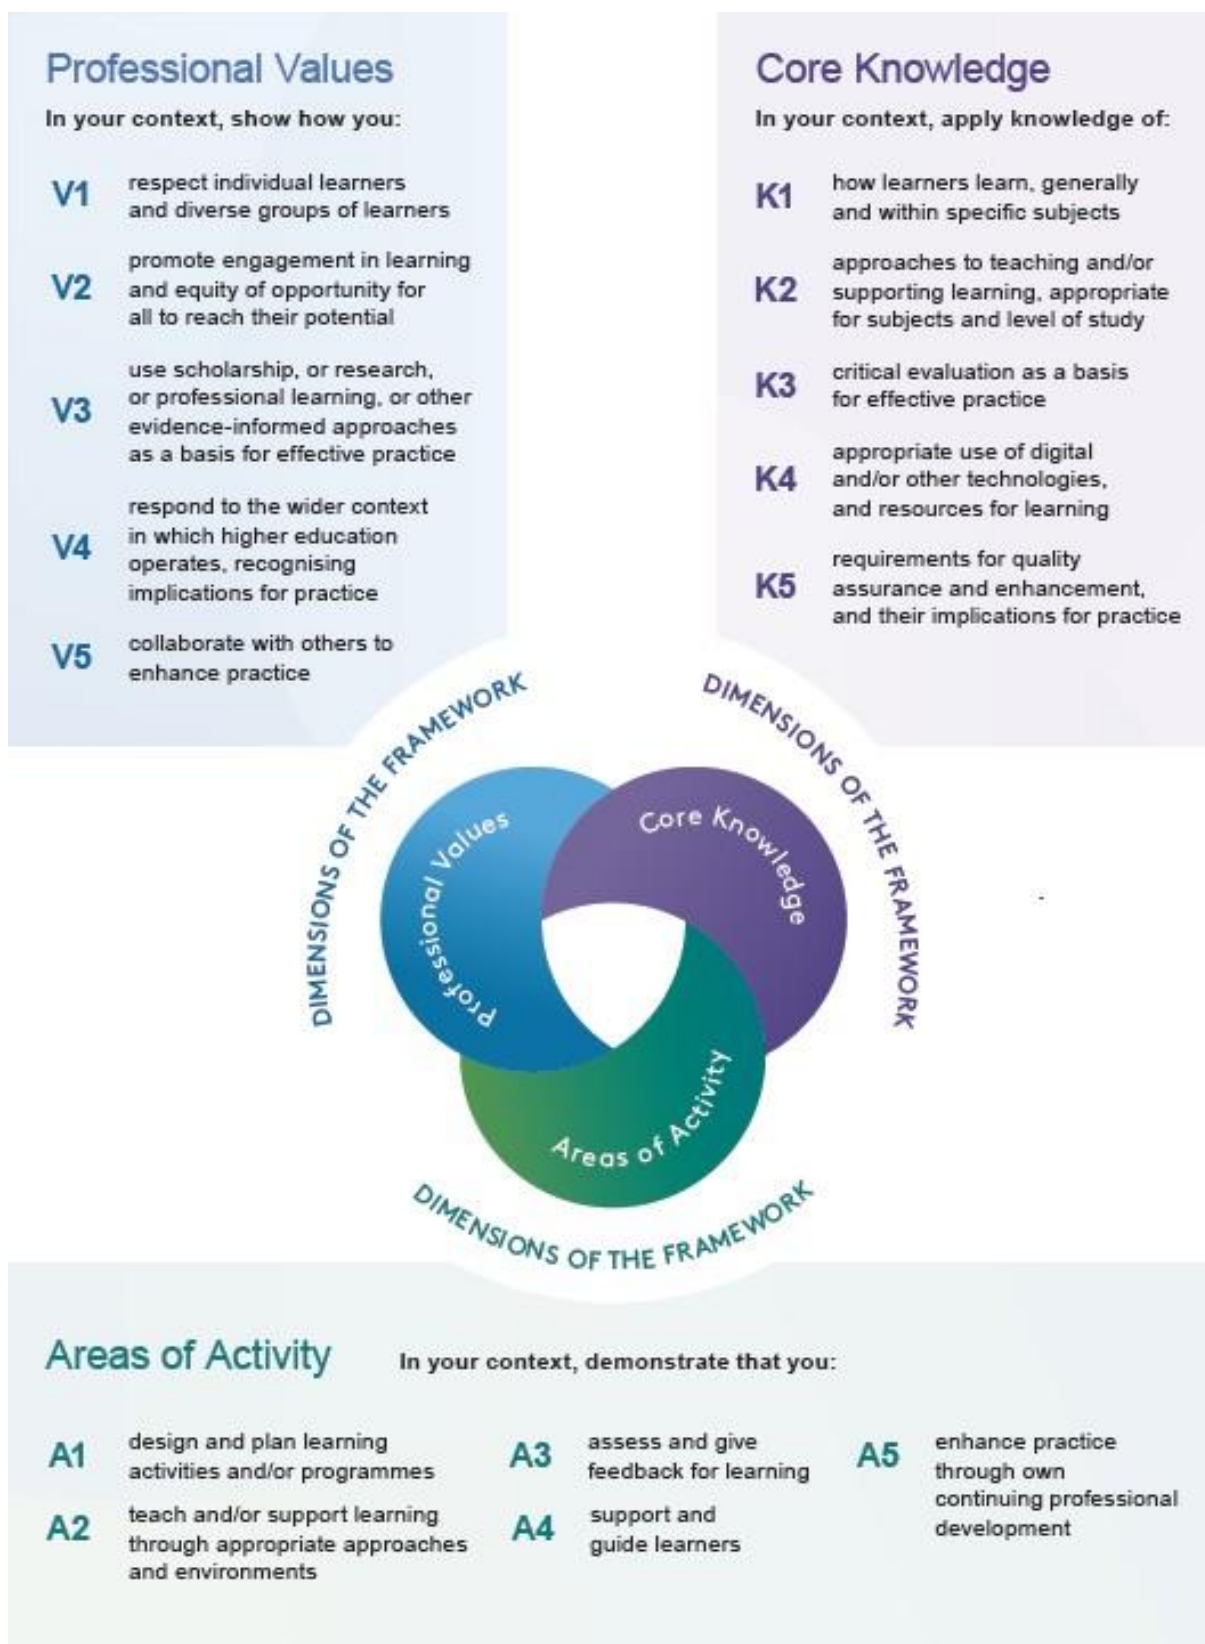 Professional Values
In your context, show how you:
V1
respect individual learners
and diverse groups of learners
V2
promote engagement in learning
and equity of opportunity for
all to reach their potential
V3
use scholarship, or research,
or professional learning, or other
evidence-informed approaches
as a basis for effective practice
V4
respond to the wider context
in which higher education
operates, recognising
implications for practice
V5
collaborate with others to
enhance practice
Core Knowledge
In your context, apply knowledge of:
K1
how learners learn, generally
and within specific subjects
K2
approaches to teaching and/or
supporting learning, appropriate
for subjects and level of study
K3
critical evaluation as a basis
for effective practice
K4
appropriate use of digital
and/or other technologies,
and resources for learning
K5
requirements for quality
assurance and enhancement,
and their implications for practice
DIMENSIONS OF THE FRAMEWORK
DIMENSIONS OF THE FRAMEWORK
Professional Values
Core Knowledge
Areas of Activity
DIMENSIONS OF THE FRAMEWORK
Areas of Activity
In your context, demonstrate that you:
A1
design and plan learning
activities and/or programmes
A2
teach and/or support learning
through appropriate approaches
and environments
A3
assess and give
feedback for learning
A4
support and
guide learners
A5
enhance practice
through own
continuing professional
development